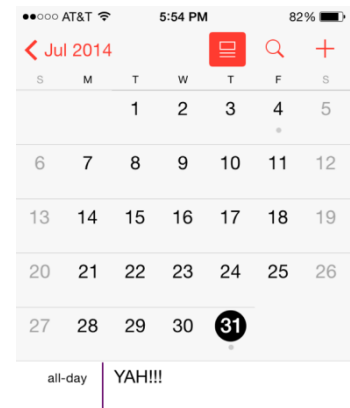 AT&T 5:54 PM 82%
Jul 2014
S M T W T F S
1 2 3 4 5
6 7 8 9 10 11 12
13 14 15 16 17 18 19
20 21 22 23 24 25 26
27 28 29 30 31
all-day YAH!!!